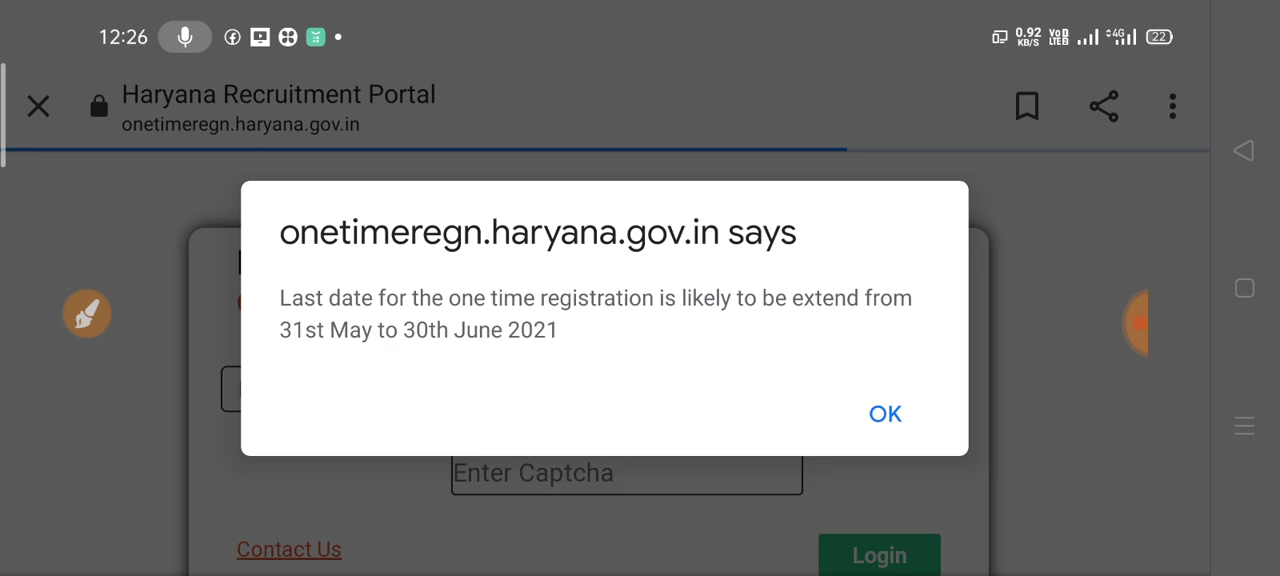 12:26
0.92 KB/S VoD LTE2 4G 22
Haryana Recruitment Portal
onetimeregn.haryana.gov.in
onetimeregn.haryana.gov.in says
Last date for the one time registration is likely to be extend from
31st May to 30th June 2021
OK
Enter Captcha
Contact Us
Login